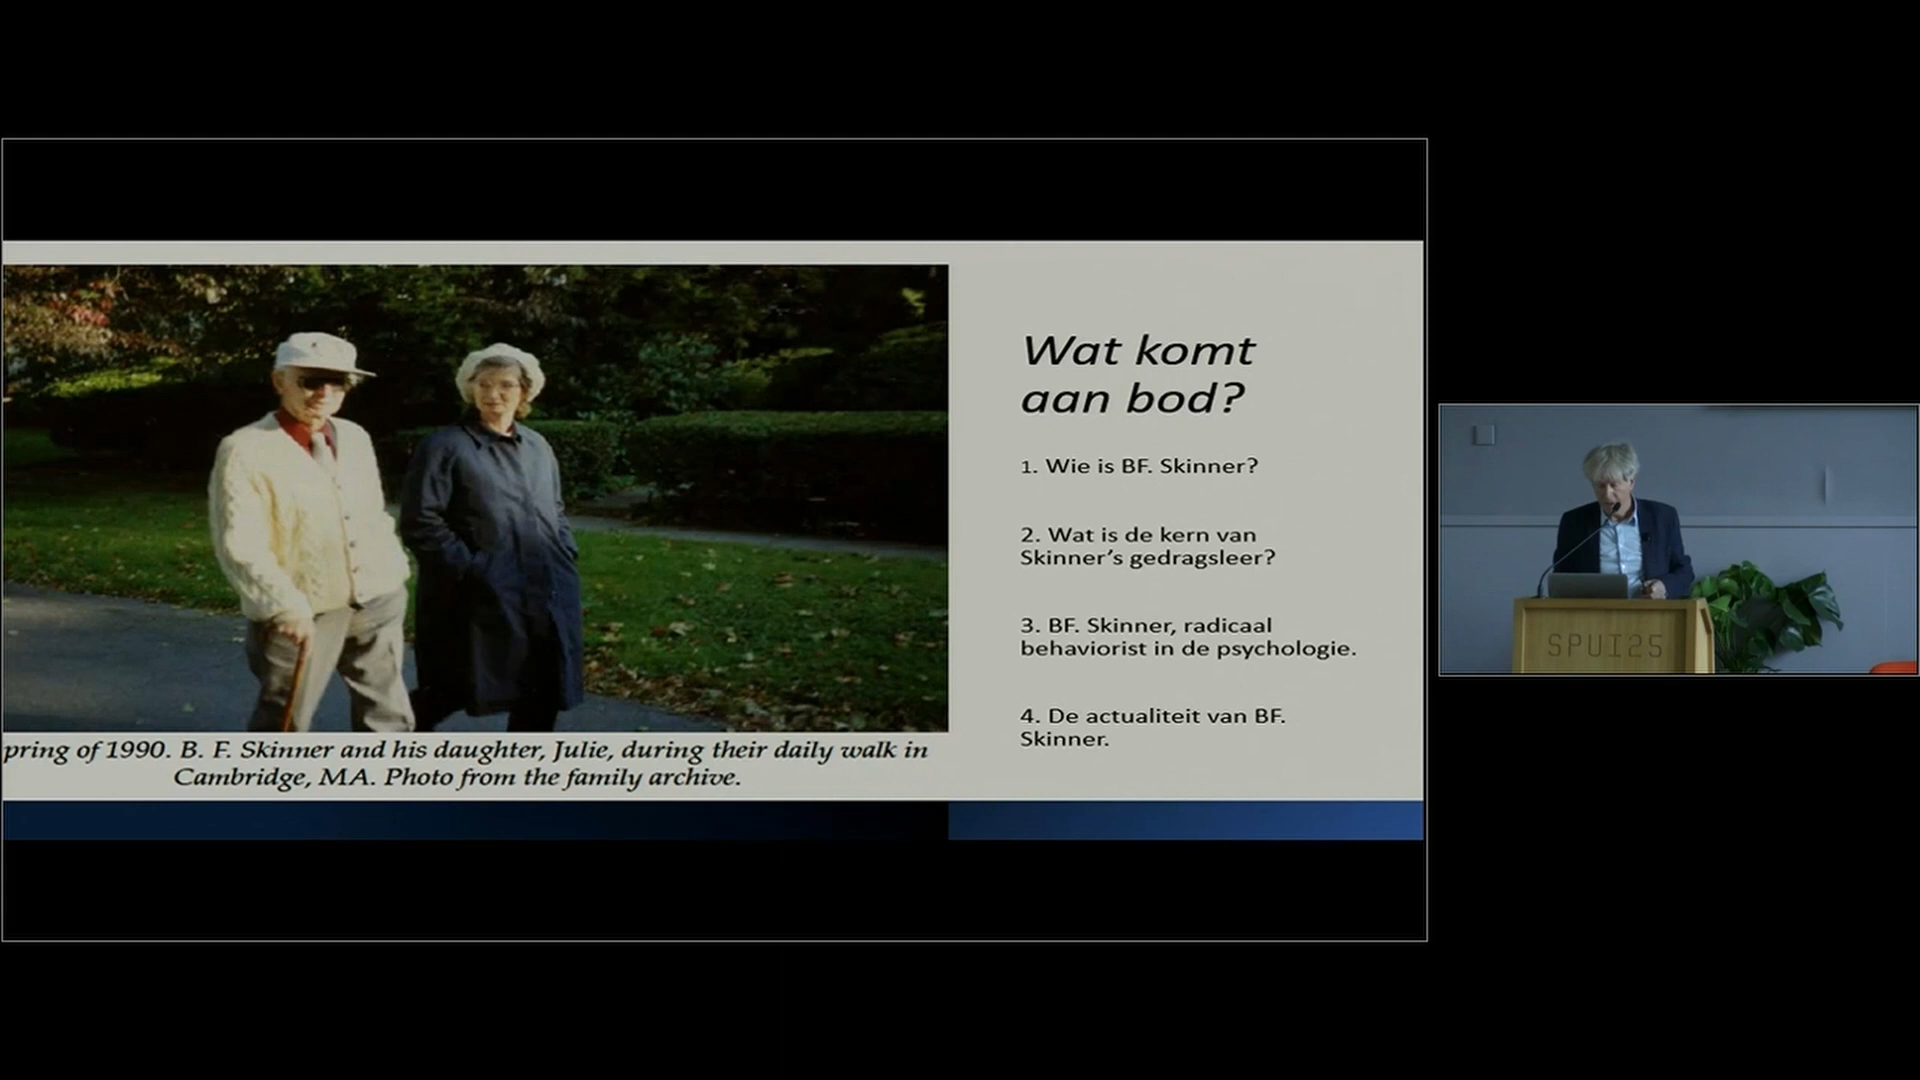 Wat komt
aan bod?
1. Wie is BF. Skinner?
2. Wat is de kern van
Skinner’s gedragsleer?
3. BF. Skinner, radicaal
behaviorist in de psychologie.
4. De actualiteit van BF.
Skinner.
pring of 1990. B. F. Skinner and his daughter, Julie, during their daily walk in
Cambridge, MA. Photo from the family archive.
SPUI25